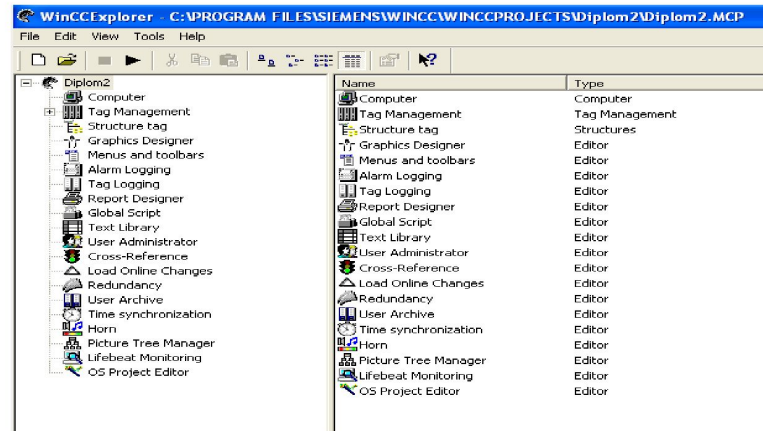 WinCCExplorer - C:\PROGRAM FILES\SIEMENS\WINCC\WINCCPROJECTS\Diplom2\Diplom2.MCP
File Edit View Tools Help
Diplom2
Computer
Tag Management
Structure tag
Graphics Designer
Menus and toolbars
Alarm Logging
Tag Logging
Report Designer
Global Script
Text Library
User Administrator
Cross-Reference
Load Online Changes
Redundancy
User Archive
Time synchronization
Horn
Picture Tree Manager
Lifebeat Monitoring
OS Project Editor
Name Type
Computer Computer
Tag Management Tag Management
Structure tag Structures
Graphics Designer Editor
Menus and toolbars Editor
Alarm Logging Editor
Tag Logging Editor
Report Designer Editor
Global Script Editor
Text Library Editor
User Administrator Editor
Cross-Reference Editor
Load Online Changes Editor
Redundancy Editor
User Archive Editor
Time synchronization Editor
Horn Editor
Picture Tree Manager Editor
Lifebeat Monitoring Editor
OS Project Editor Editor